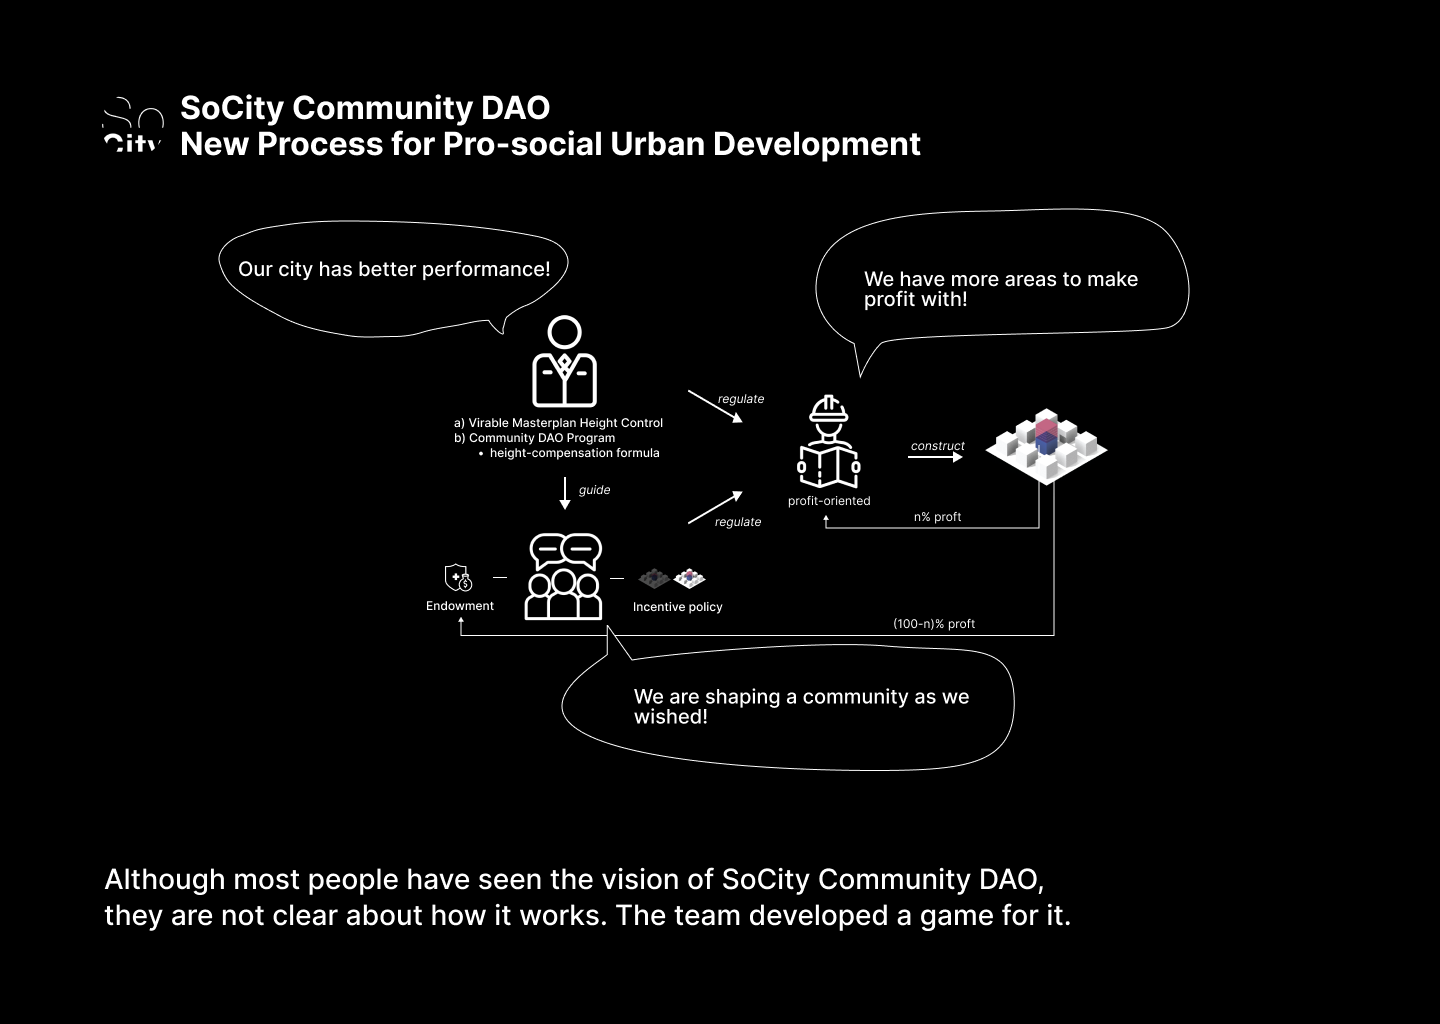 So
City
SoCity Community DAO
New Process for Pro-social Urban Development
Our city has better performance!
We have more areas to make
profit with!
a) Virable Masterplan Height Control
b) Community DAO Program
• height-compensation formula
regulate
construct
guide
profit-oriented
regulate
n% proft
Endowment
Incentive policy
(100-n)% proft
We are shaping a community as we
wished!
Although most people have seen the vision of SoCity Community DAO,
they are not clear about how it works. The team developed a game for it.